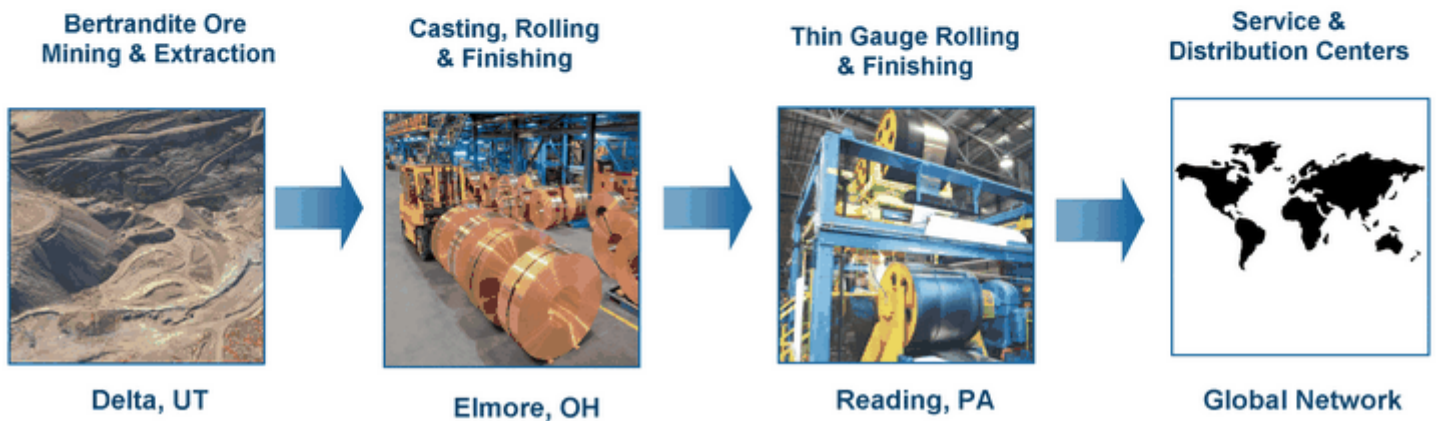 Bertrandite Ore
Mining & Extraction
Casting, Rolling
& Finishing
Thin Gauge Rolling
& Finishing
Service &
Distribution Centers
Delta, UT
Elmore, OH
Reading, PA
Global Network